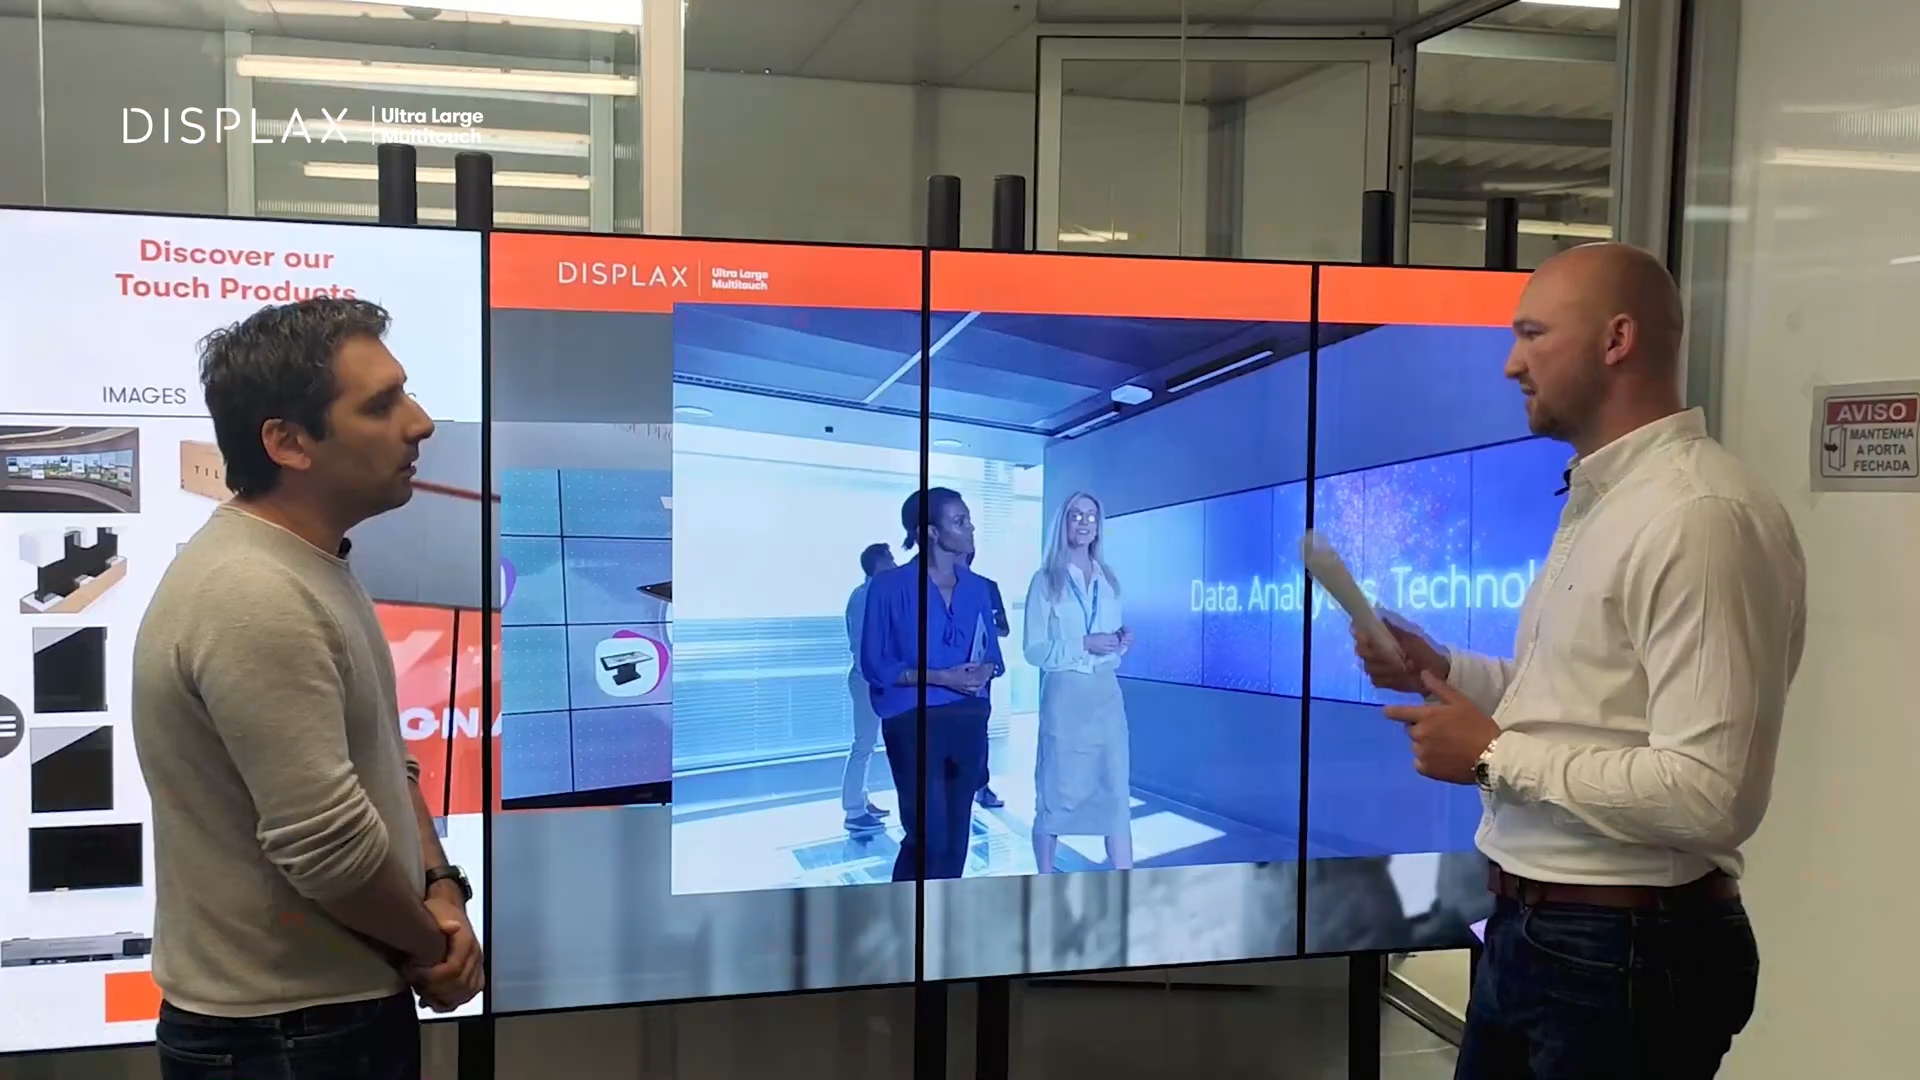 DISPLAX
Ultra Large
Multitouch
Discover our
Touch Products
IMAGES
DISPLAX
Ultra Large
Multitouch
Data. Analytics. Technol
AVISO
MANTENHA
A PORTA
FECHADA